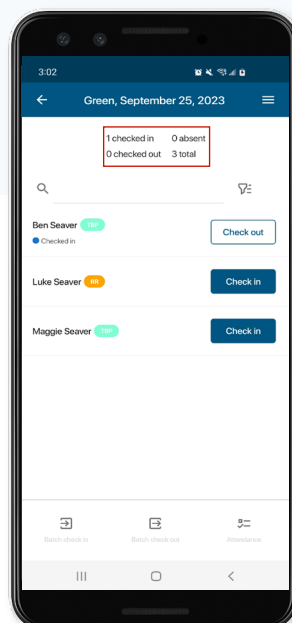 3:02
Green, September 25, 2023
1 checked in 0 absent
0 checked out 3 total
Ben Seaver TBP
Checked in
Check out
Luke Seaver RR
Check in
Maggie Seaver TBP
Check in
Batch check in Batch check out Attendance